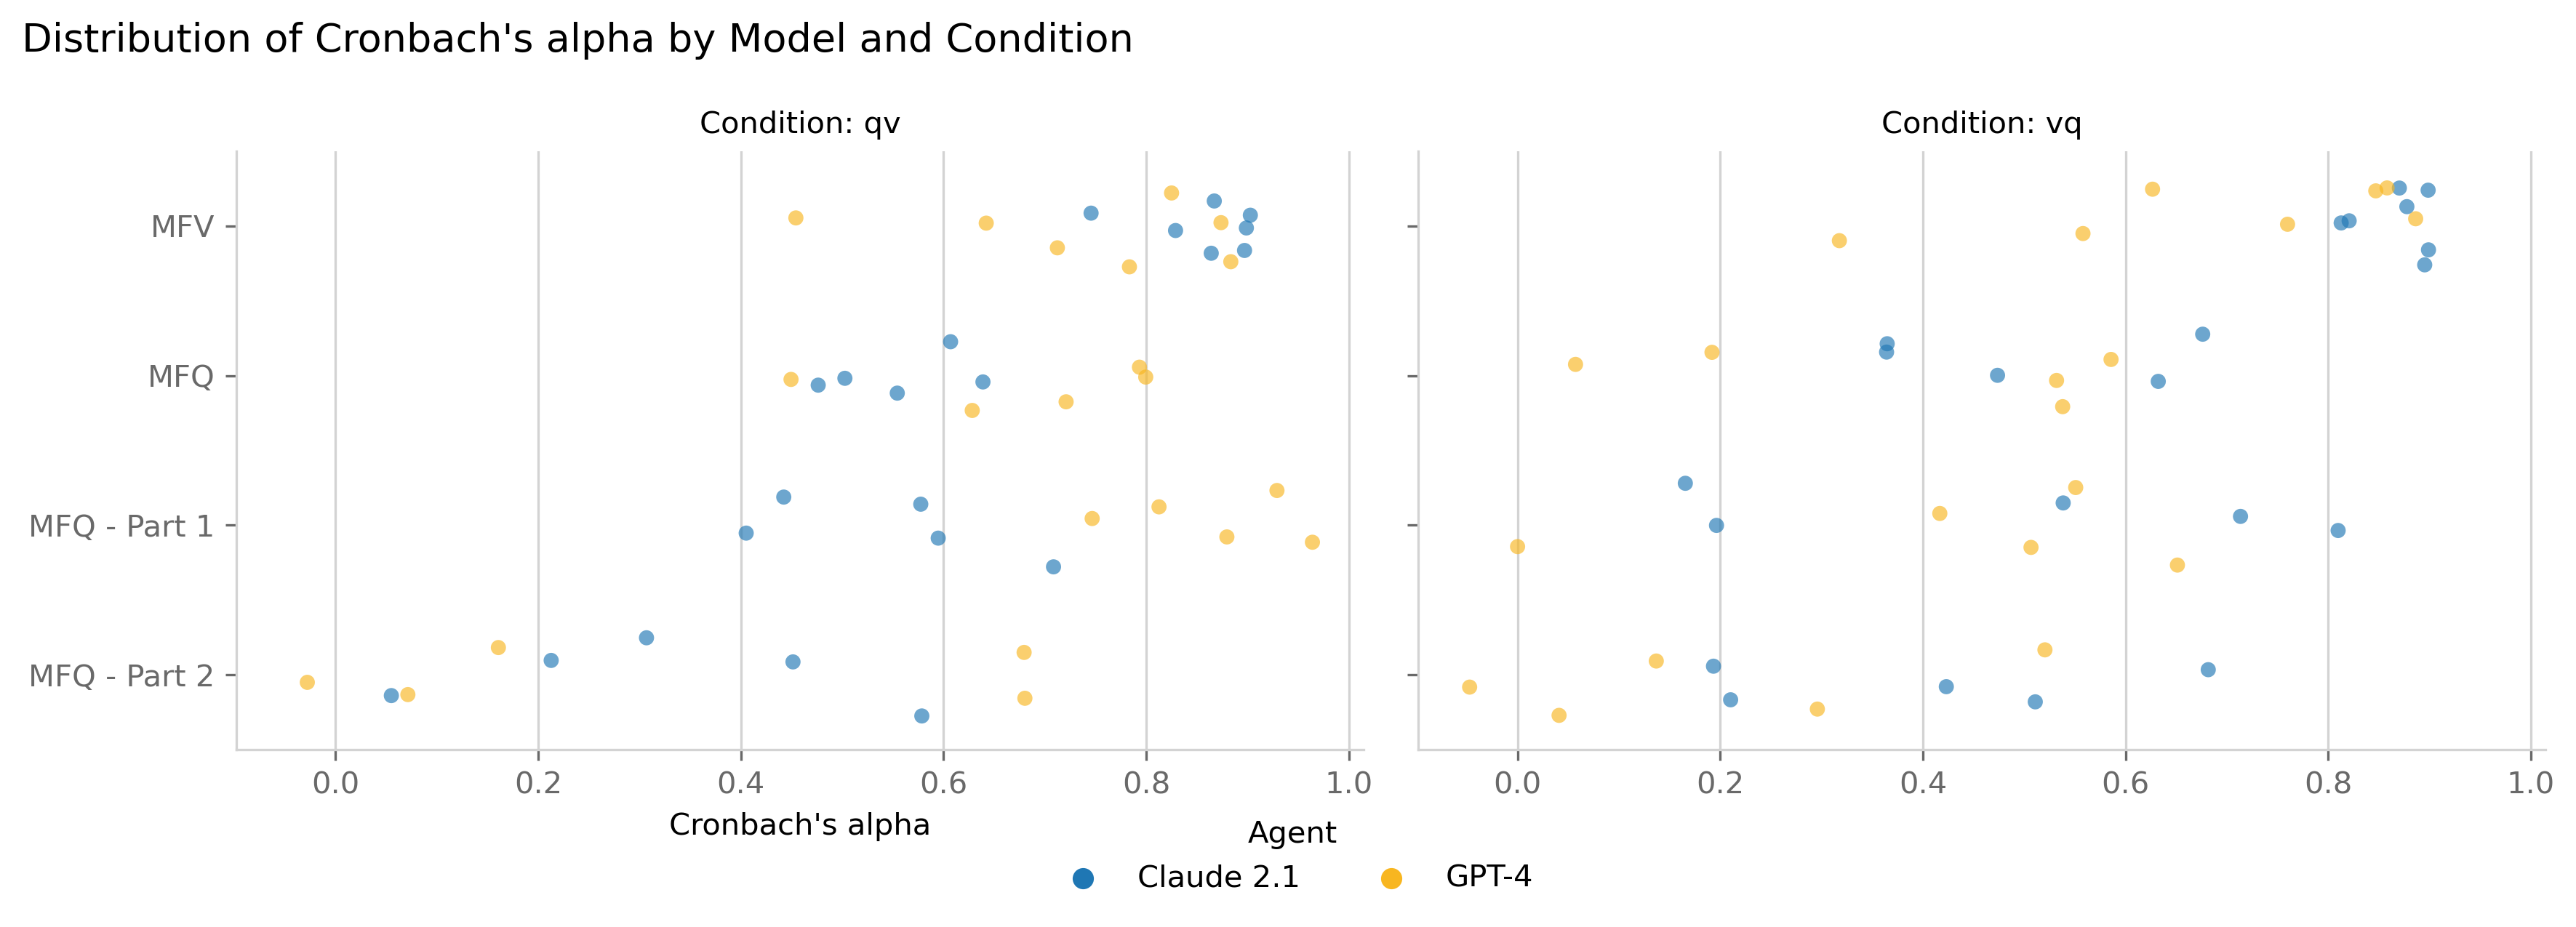 Distribution of Cronbach's alpha by Model and Condition
Condition: qv
Condition: vq
MFV
MFQ
MFQ - Part 1
MFQ - Part 2
0.0 0.2 0.4 0.6 0.8 1.0
0.0 0.2 0.4 0.6 0.8 1.0
Cronbach's alpha
Agent
Claude 2.1 GPT-4